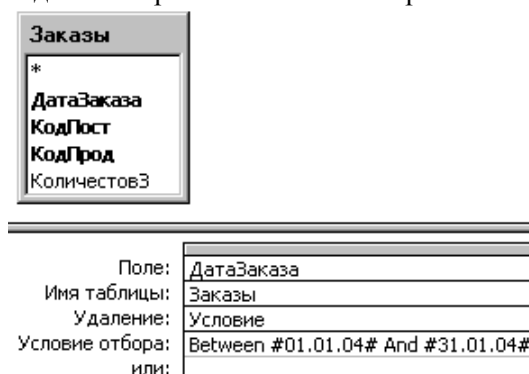 Заказы
*
ДатаЗаказа
КодПост
КодПрод
КоличестовЗ
Поле: ДатаЗаказа
Имя таблицы: Заказы
Удаление: Условие
Условие отбора: Between #01.01.04# And #31.01.04#
или: